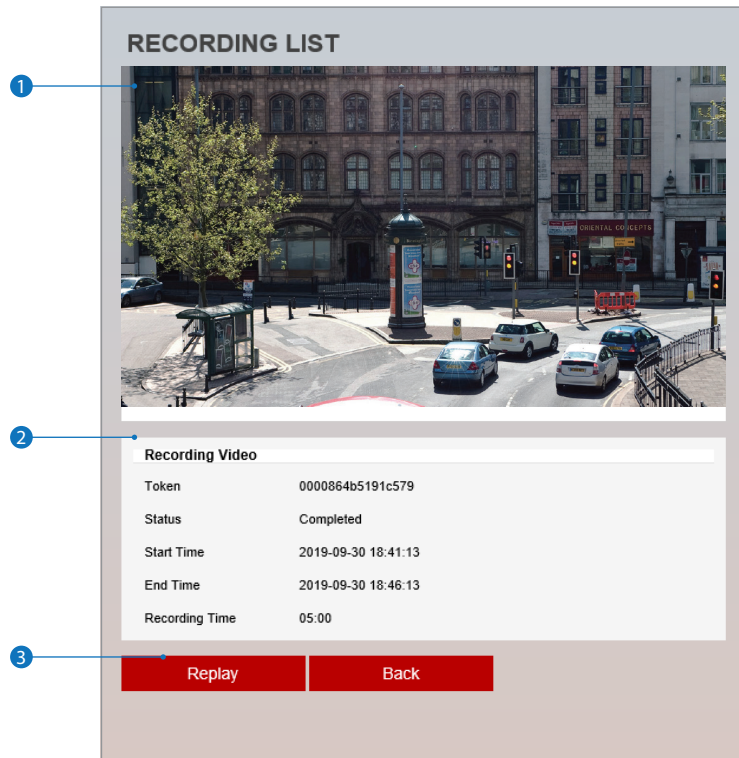 RECORDING LIST
1
ORIENTAL CONCEPTS
2
Recording Video
Token 0000864b5191c579
Status Completed
Start Time 2019-09-30 18:41:13
End Time 2019-09-30 18:46:13
Recording Time 05:00
3
Replay Back